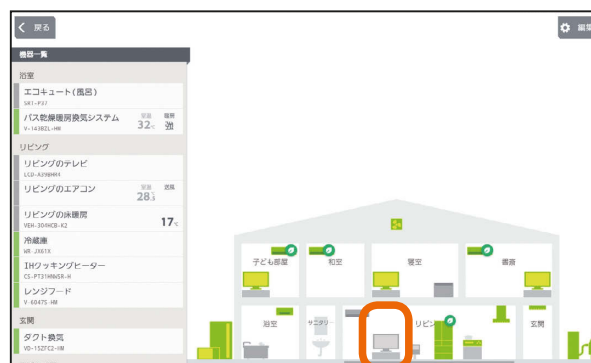 戻る
編集
機器一覧
浴室
エコキュート(風呂)
SRT-P37
バス乾燥暖房換気システム
V-143BZL-HM
室温
32℃
暖房
リビング
リビングのテレビ
LCD-A39BHR4
リビングのエアコン
室温
28.5
送風
リビングの床暖房
VEH-304HCB-K2
17℃
冷蔵庫
MR-JX61X
IHクッキングヒーター
CS-PT31HNWSR-H
レンジフード
V-604TS-HM
玄関
ダクト換気
VD-15ZFC2-HM
子ども部屋
和室
寝室
書斎
浴室
サニタリー
リビン
玄関